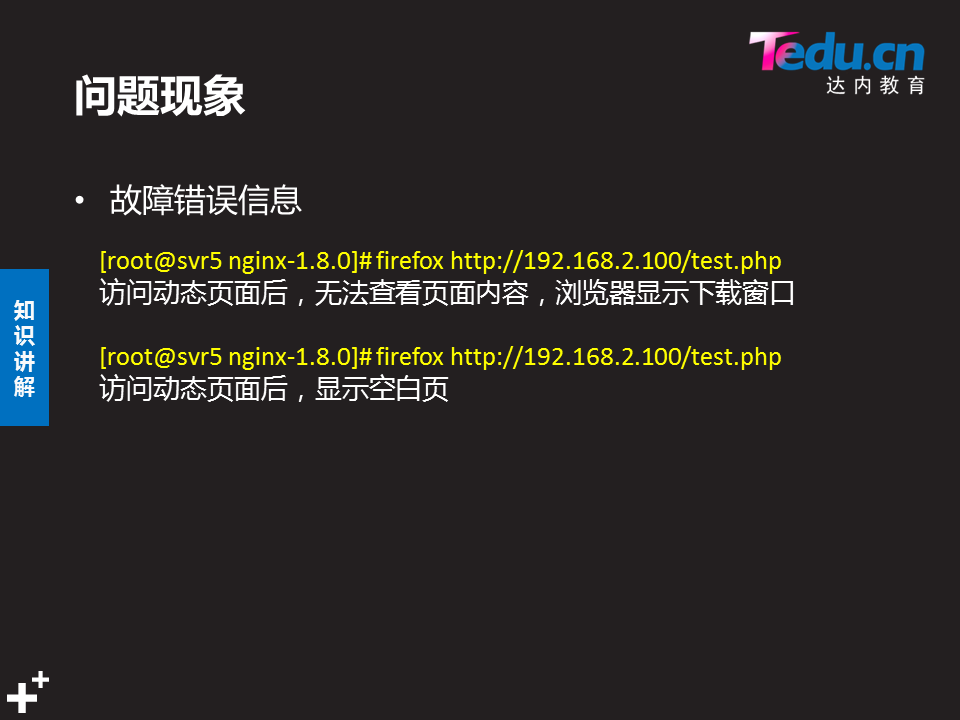 Tedu.cn
达内教育
问题现象
• 故障错误信息
[root@svr5 nginx-1.8.0]# firefox http://192.168.2.100/test.php
访问动态页面后，无法查看页面内容，浏览器显示下载窗口
[root@svr5 nginx-1.8.0]# firefox http://192.168.2.100/test.php
访问动态页面后，显示空白页
知识讲解